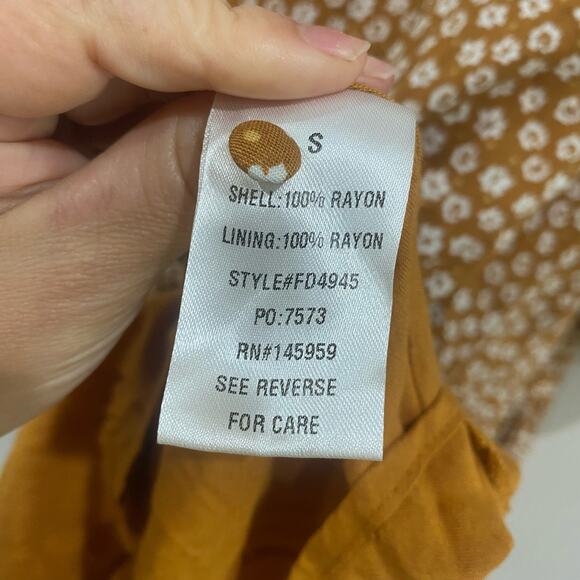 S
SHELL:100% RAYON
LINING:100% RAYON
STYLE#FD4945
PO:7573
RN#145959
SEE REVERSE
FOR CARE